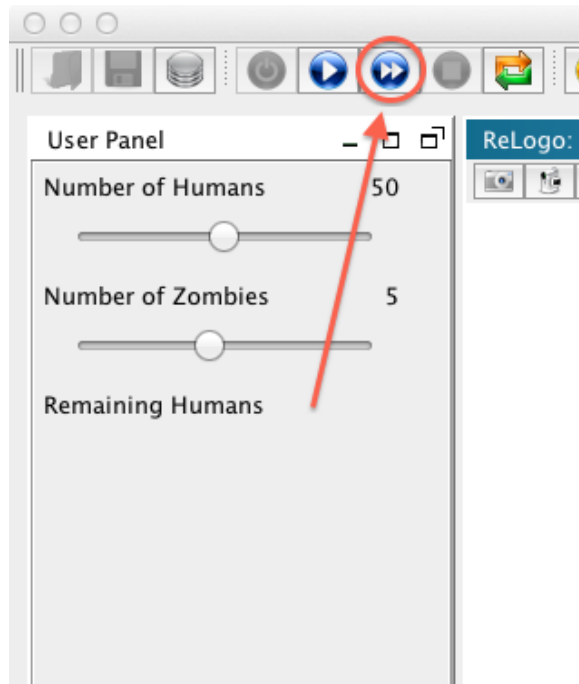 User Panel
ReLogo:
Number of Humans 50
Number of Zombies 5
Remaining Humans